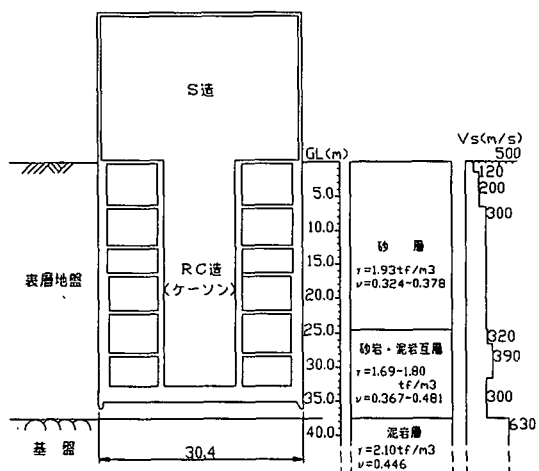 S造
GL(m)
Vs(m/s)
500
120
200
300
5.0
10.0
15.0
20.0
25.0
30.0
35.0
40.0
砂 層
γ=1.93tf/m3
ν=0.324~0.378
RC造
(ケーソン)
表層地盤
320
390
砂岩・泥岩互層
γ=1.69~1.80
tf/m3
ν=0.367~0.481
300
630
泥岩層
γ=2.10tf/m3
ν=0.446
基 盤
30.4